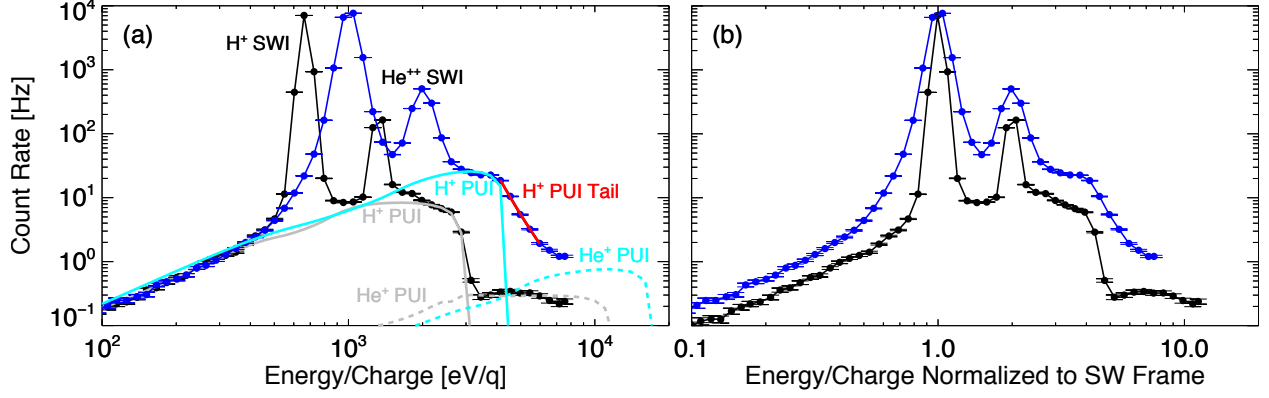 (a)
H⁺ SWI
He⁺⁺ SWI
H⁺ PUI
H⁺ PUI Tail
H⁺ PUI
He⁺ PUI
He⁺ PUI
10⁴
10³
10²
10¹
10⁰
10⁻¹
Count Rate [Hz]
10²
10³
10⁴
Energy/Charge [eV/q]
(b)
0.1
1.0
10.0
Energy/Charge Normalized to SW Frame